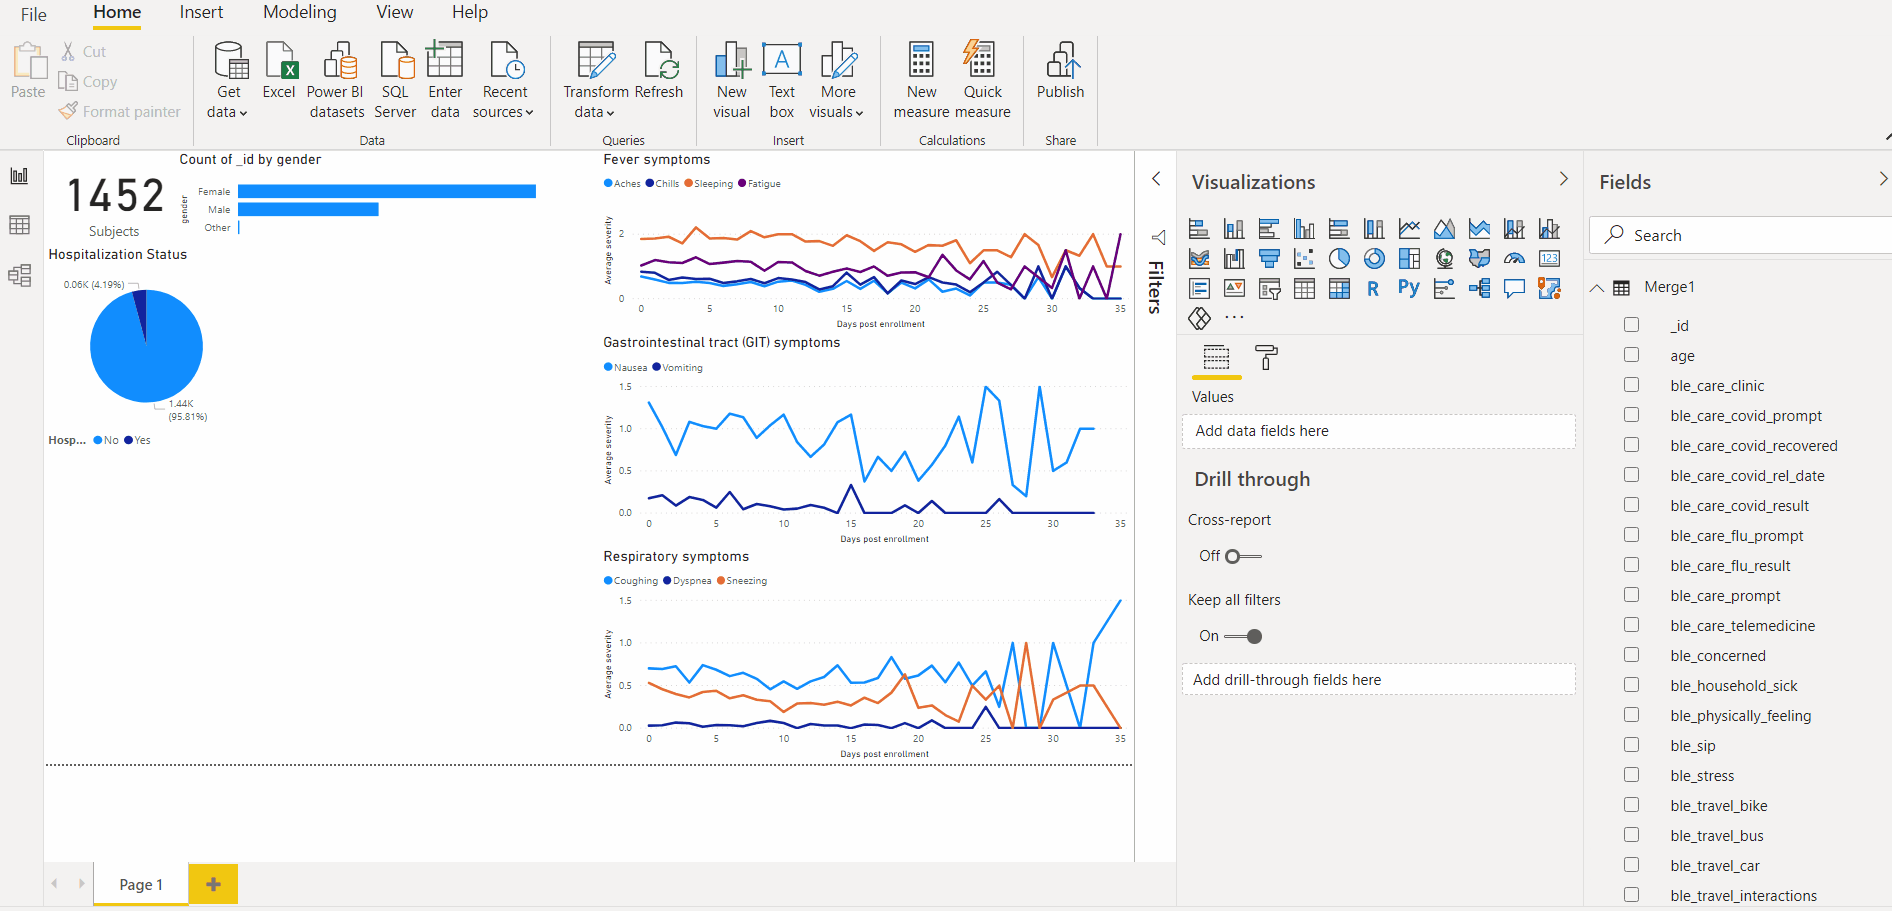 File Home Insert Modeling View Help
Paste
Cut
Copy
Format painter
Clipboard
Get data
Excel
Power BI datasets
SQL Server
Enter data
Recent sources
Data
Transform data
Refresh
Queries
New visual
Text box
More visuals
Insert
New measure
Quick measure
Calculations
Publish
Share
1452
Subjects
Count of _id by gender
gender
Female
Male
Other
Hospitalization Status
0.06K (4.19%)
1.44K
(95.81%)
Hosp... No Yes
Fever symptoms
Aches Chills Sleeping Fatigue
Average severity
2
0
0 5 10 15 20 25 30 35
Days post enrollment
Gastrointestinal tract (GIT) symptoms
Nausea Vomiting
Average severity
1.5
1.0
0.5
0.0
0 5 10 15 20 25 30 35
Days post enrollment
Respiratory symptoms
Coughing Dyspnea Sneezing
Average severity
1.5
1.0
0.5
0.0
0 5 10 15 20 25 30 35
Days post enrollment
Page 1
Filters
Visualizations
123
R
Py
...
Values
Add data fields here
Drill through
Cross-report
Off
Keep all filters
On
Add drill-through fields here
Fields
Search
Merge1
_id
age
ble_care_clinic
ble_care_covid_prompt
ble_care_covid_recovered
ble_care_covid_rel_date
ble_care_covid_result
ble_care_flu_prompt
ble_care_flu_result
ble_care_prompt
ble_care_telemedicine
ble_concerned
ble_household_sick
ble_physically_feeling
ble_sip
ble_stress
ble_travel_bike
ble_travel_bus
ble_travel_car
ble_travel_interactions